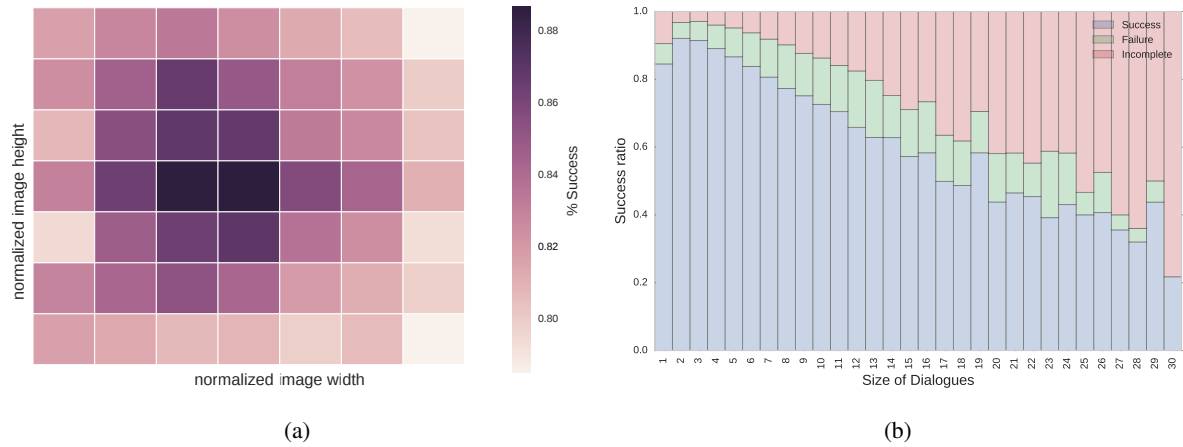 normalized image height
normalized image width
0.88
0.86
0.84
0.82
0.80
% Success
(a)
Success ratio
1.0
0.8
0.6
0.4
0.2
0.0
Success
Failure
Incomplete
1 2 3 4 5 6 7 8 9 10 11 12 13 14 15 16 17 18 19 20 21 22 23 24 25 26 27 28 29 30
Size of Dialogues
(b)